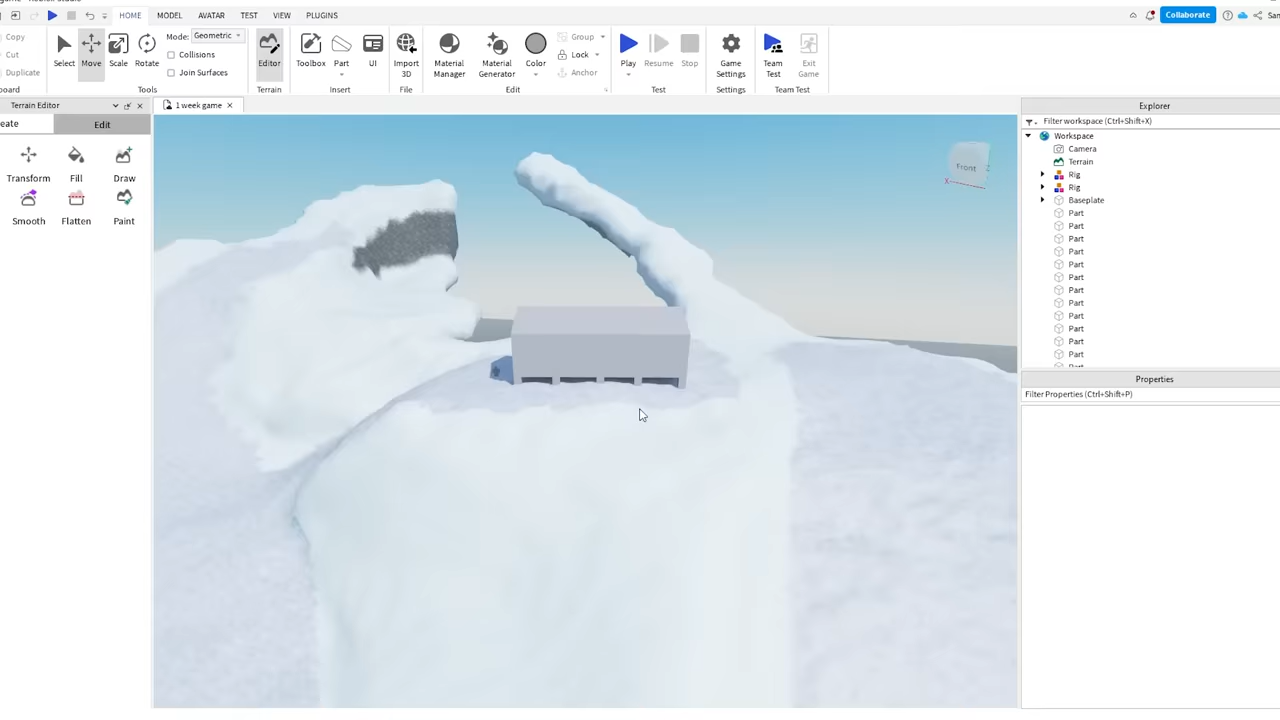 HOME MODEL AVATAR TEST VIEW PLUGINS
Collaborate
Copy
Cut
Duplicate
Select Move Scale Rotate
Mode: Geometric
Collisions
Join Surfaces
Tools
Editor
Terrain
Toolbox Part UI
Insert
Import 3D
File
Material Manager
Material Generator
Color
Group
Lock
Anchor
Edit
Play Resume Stop
Test
Game Settings
Settings
Team Test
Exit Game
Team Test
Terrain Editor
eate Edit
Transform Fill Draw
Smooth Flatten Paint
1 week game
Front
X
Explorer
Filter workspace (Ctrl+Shift+X)
Workspace
Camera
Terrain
Rig
Rig
Baseplate
Part
Part
Part
Part
Part
Part
Part
Part
Part
Part
Part
Part
Properties
Filter Properties (Ctrl+Shift+P)